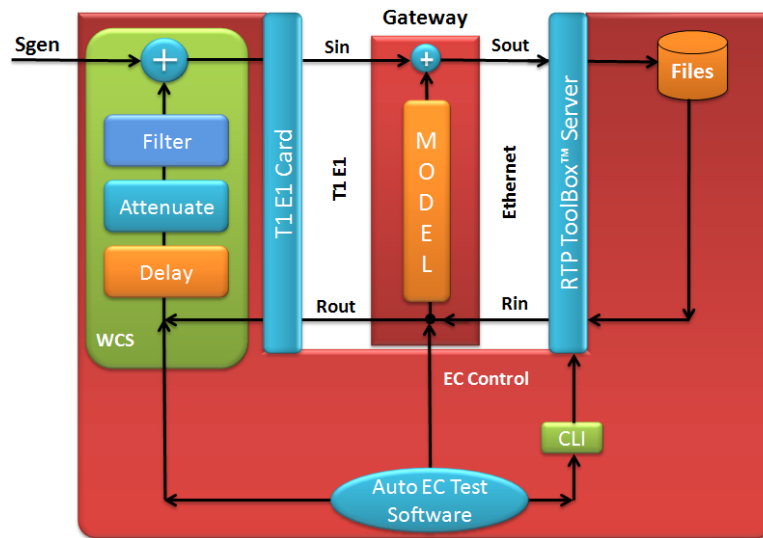 Gateway
Sgen
Sin
Sout
Files
Filter
Attenuate
Delay
WCS
T1 E1 Card
T1 E1
MODEL
Ethernet
RTP ToolBox™ Server
Rout
Rin
EC Control
CLI
Auto EC Test
Software